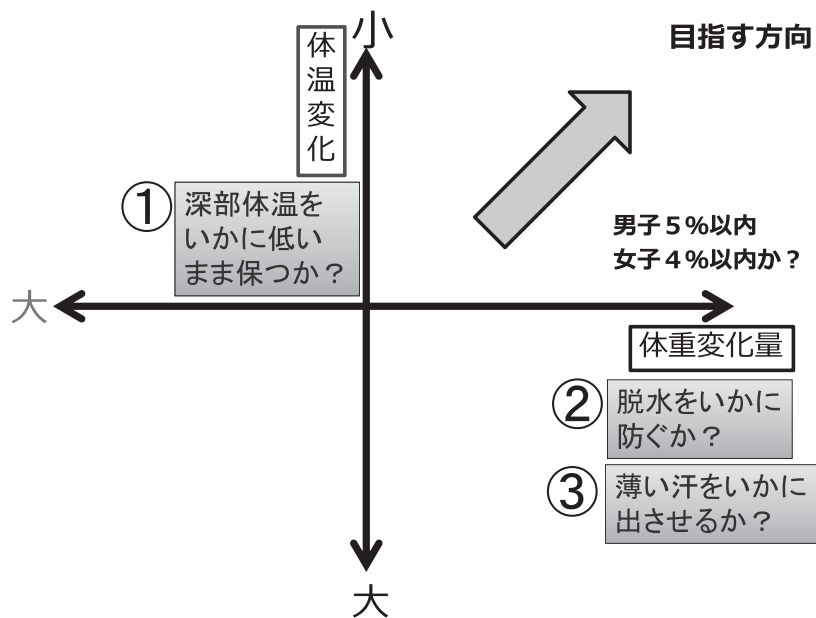 小
目指す方向
体温変化
①
深部体温を
いかに低い
まま保つか？
男子５％以内
女子４％以内か？
大
体重変化量
②
脱水をいかに
防ぐか？
③
薄い汗をいかに
出させるか？
大